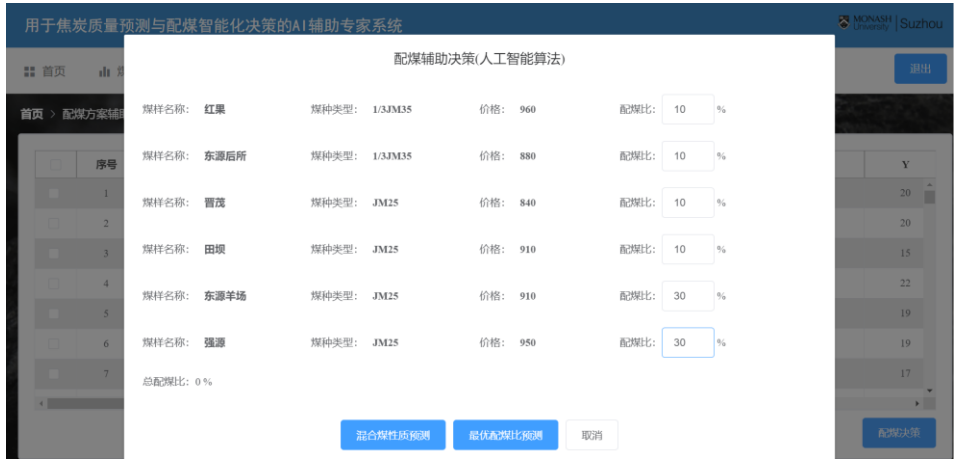 用于焦炭质量预测与配煤智能化决策的AI辅助专家系统
MONASH University Suzhou
首页
退出
首页 > 配煤方案辅
配煤辅助决策(人工智能算法)
煤样名称: 红果 煤种类型: 1/3JM35 价格: 960 配煤比: 10 %
煤样名称: 东源后所 煤种类型: 1/3JM35 价格: 880 配煤比: 10 %
煤样名称: 晋茂 煤种类型: JM25 价格: 840 配煤比: 10 %
煤样名称: 田坝 煤种类型: JM25 价格: 910 配煤比: 10 %
煤样名称: 东源羊场 煤种类型: JM25 价格: 910 配煤比: 30 %
煤样名称: 强源 煤种类型: JM25 价格: 950 配煤比: 30 %
总配煤比: 0 %
混合煤性质预测 最优配煤比预测 取消
序号 Y
1 20
2 20
3 15
4 22
5 19
6 19
7 17
配煤决策